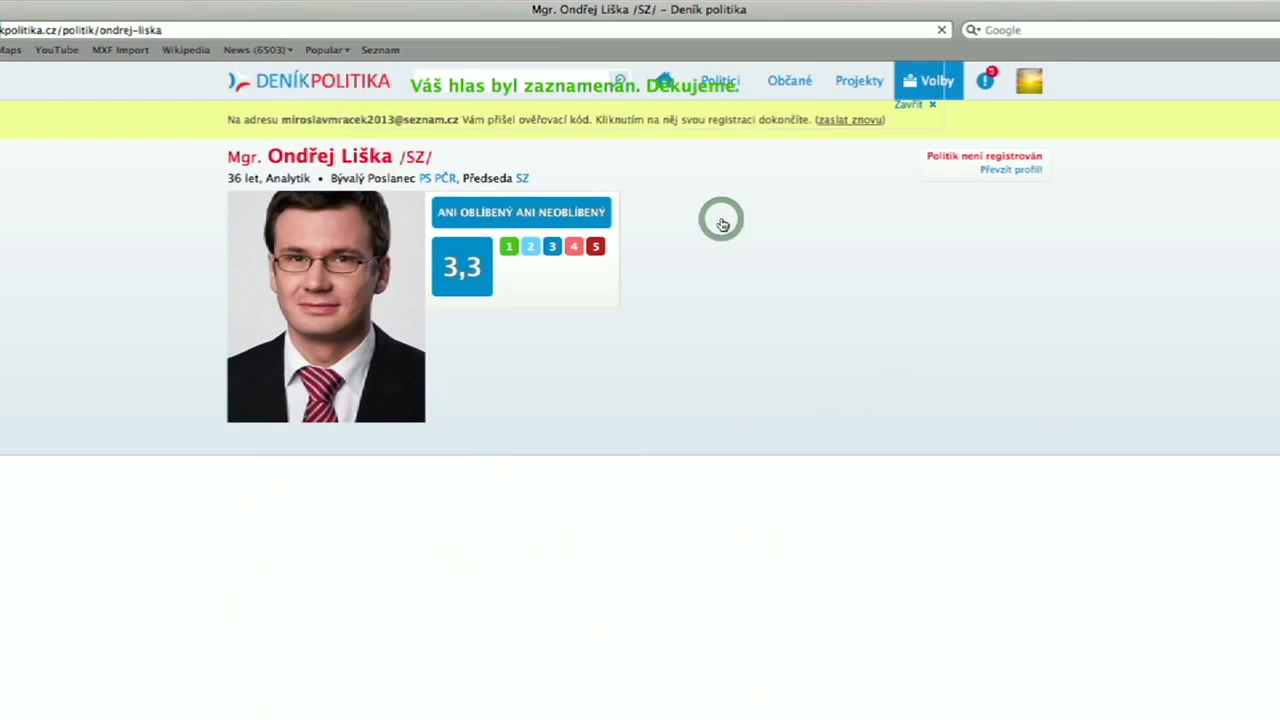 Mgr. Ondřej Liška /SZ/ – Deník politika
kpolitika.cz/politik/ondrej-liska
Google
Maps YouTube MXF Import Wikipedia News (6503) Popular Seznam
DENÍKPOLITIKA
Váš hlas byl zaznamenán. Děkujeme.
Politici Občané Projekty Volby
5
Zavřít ×
Na adresu miroslavmracek2013@seznam.cz Vám přišel ověřovací kód. Kliknutím na něj svou registraci dokončíte. (zaslat znovu)
Mgr. Ondřej Liška /SZ/
Politik není registrován
Převzít profil!
36 let, Analytik • Bývalý Poslanec PS PČR, Předseda SZ
ANI OBLÍBENÝ ANI NEOBLÍBENÝ
3,3
1 2 3 4 5